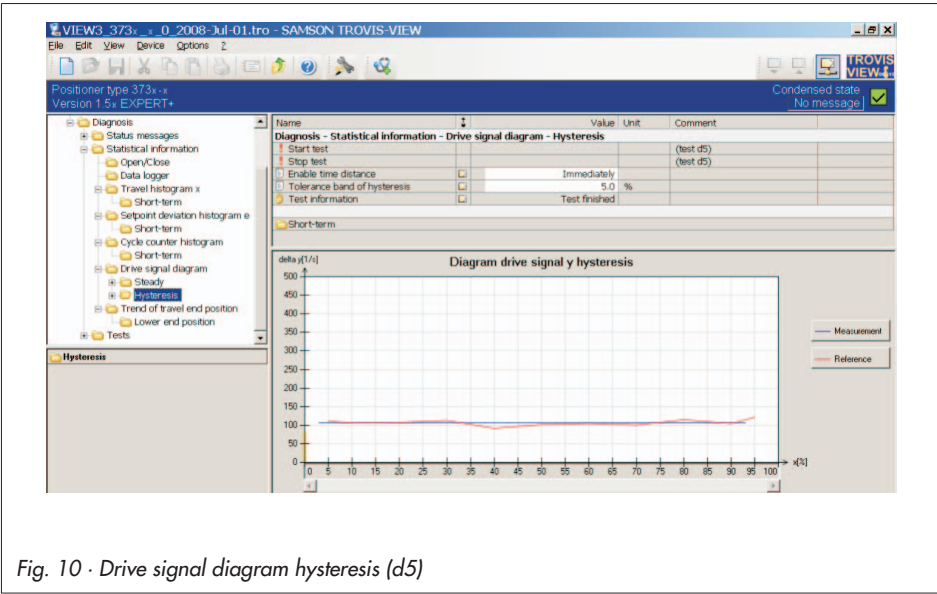 VIEW3_373x_x_0_2008-Jul-01.tro - SAMSON TROVIS-VIEW
File Edit View Device Options ?
TROVIS
VIEW4
Positioner type 373x-x
Version 1.5x EXPERT+
Condensed state
No message
Diagnosis
Status messages
Statistical information
Open/Close
Data logger
Travel histogram x
Short-term
Setpoint deviation histogram e
Short-term
Cycle counter histogram
Short-term
Drive signal diagram
Steady
Hysteresis
Trend of travel end position
Lower end position
Tests
Hysteresis
Name Value Unit Comment
Diagnosis - Statistical information - Drive signal diagram - Hysteresis
Start test (test d5)
Stop test (test d5)
Enable time distance Immediately
Tolerance band of hysteresis 5.0 %
Test information Test finished
Short-term
delta y[1/s]
Diagram drive signal y hysteresis
500
450
400
350
300
250
200
150
100
50
0
0 5 10 15 20 25 30 35 40 45 50 55 60 65 70 75 80 85 90 95 100
x[%]
Measurement
Reference
Fig. 10 · Drive signal diagram hysteresis (d5)